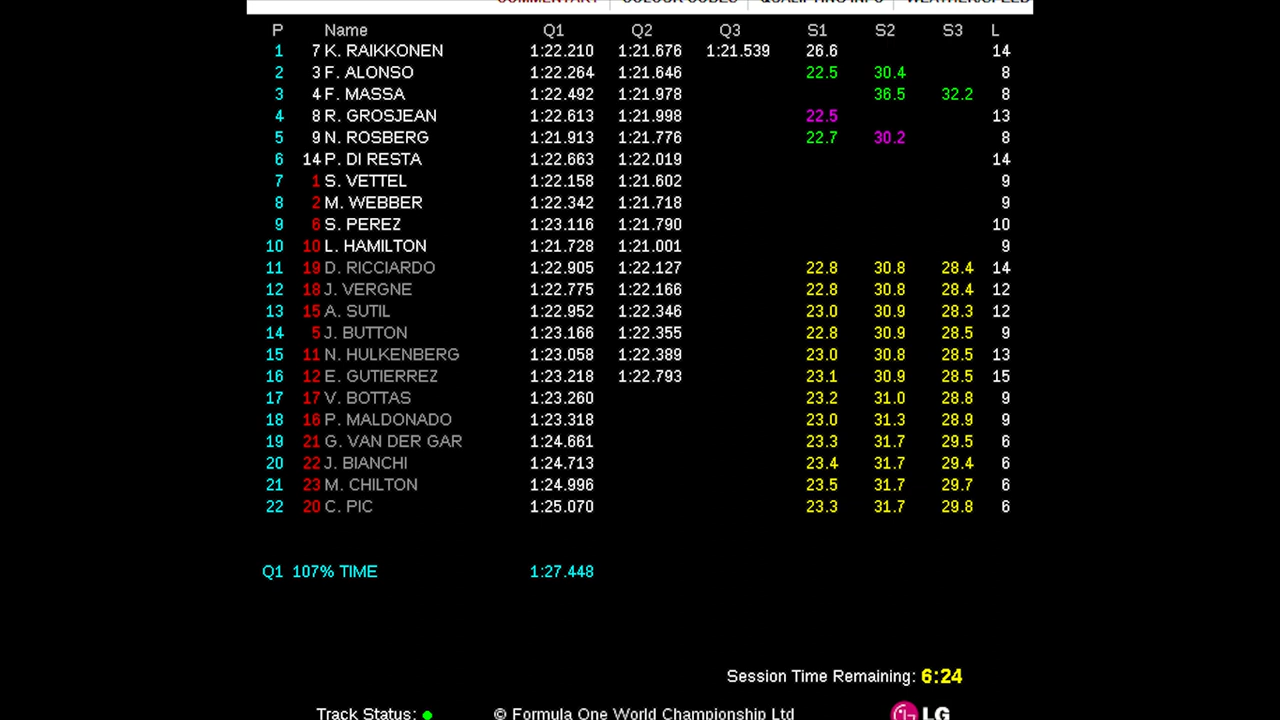 COMMENTARY COLOUR CODES QUALIFYING INFO WEATHER/SPEED
P Name Q1 Q2 Q3 S1 S2 S3 L
1 7 K. RAIKKONEN 1:22.210 1:21.676 1:21.539 26.6 14
2 3 F. ALONSO 1:22.264 1:21.646 22.5 30.4 8
3 4 F. MASSA 1:22.492 1:21.978 36.5 32.2 8
4 8 R. GROSJEAN 1:22.613 1:21.998 22.5 13
5 9 N. ROSBERG 1:21.913 1:21.776 22.7 30.2 8
6 14 P. DI RESTA 1:22.663 1:22.019 14
7 1 S. VETTEL 1:22.158 1:21.602 9
8 2 M. WEBBER 1:22.342 1:21.718 9
9 6 S. PEREZ 1:23.116 1:21.790 10
10 10 L. HAMILTON 1:21.728 1:21.001 9
11 19 D. RICCIARDO 1:22.905 1:22.127 22.8 30.8 28.4 14
12 18 J. VERGNE 1:22.775 1:22.166 22.8 30.8 28.4 12
13 15 A. SUTIL 1:22.952 1:22.346 23.0 30.9 28.3 12
14 5 J. BUTTON 1:23.166 1:22.355 22.8 30.9 28.5 9
15 11 N. HULKENBERG 1:23.058 1:22.389 23.0 30.8 28.5 13
16 12 E. GUTIERREZ 1:23.218 1:22.793 23.1 30.9 28.5 15
17 17 V. BOTTAS 1:23.260 23.2 31.0 28.8 9
18 16 P. MALDONADO 1:23.318 23.0 31.3 28.9 9
19 21 G. VAN DER GAR 1:24.661 23.3 31.7 29.5 6
20 22 J. BIANCHI 1:24.713 23.4 31.7 29.4 6
21 23 M. CHILTON 1:24.996 23.5 31.7 29.7 6
22 20 C. PIC 1:25.070 23.3 31.7 29.8 6
Q1 107% TIME 1:27.448
Session Time Remaining: 6:24
Track Status: © Formula One World Championship Ltd LG